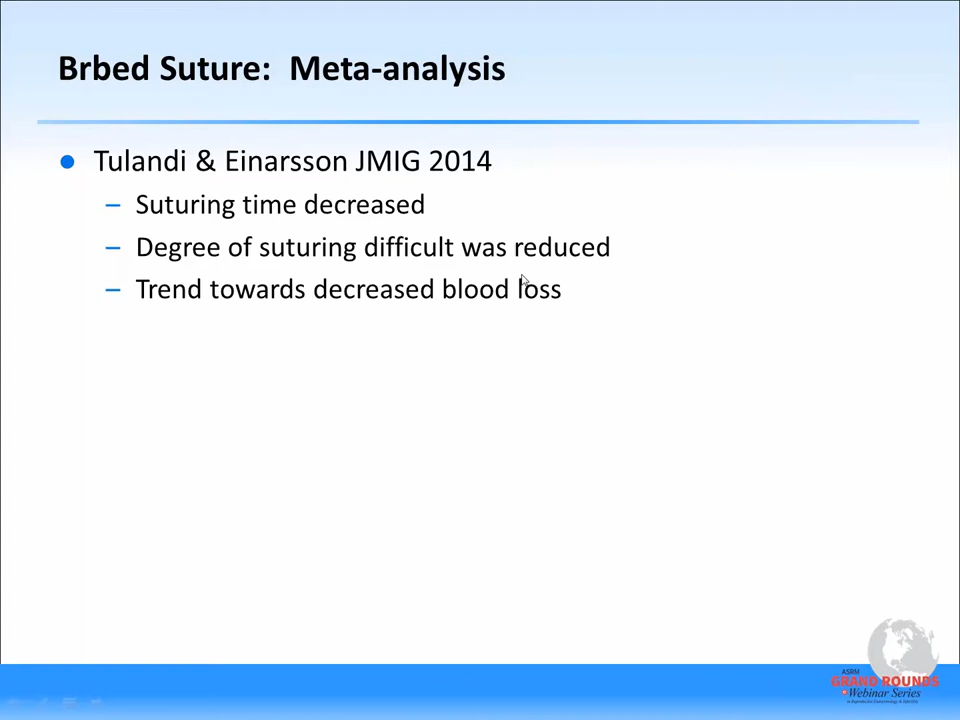 Brbed Suture: Meta-analysis
● Tulandi & Einarsson JMIG 2014
– Suturing time decreased
– Degree of suturing difficult was reduced
– Trend towards decreased blood loss
ASRM
GRAND ROUNDS
Webinar Series
in Reproductive Endocrinology & Infertility